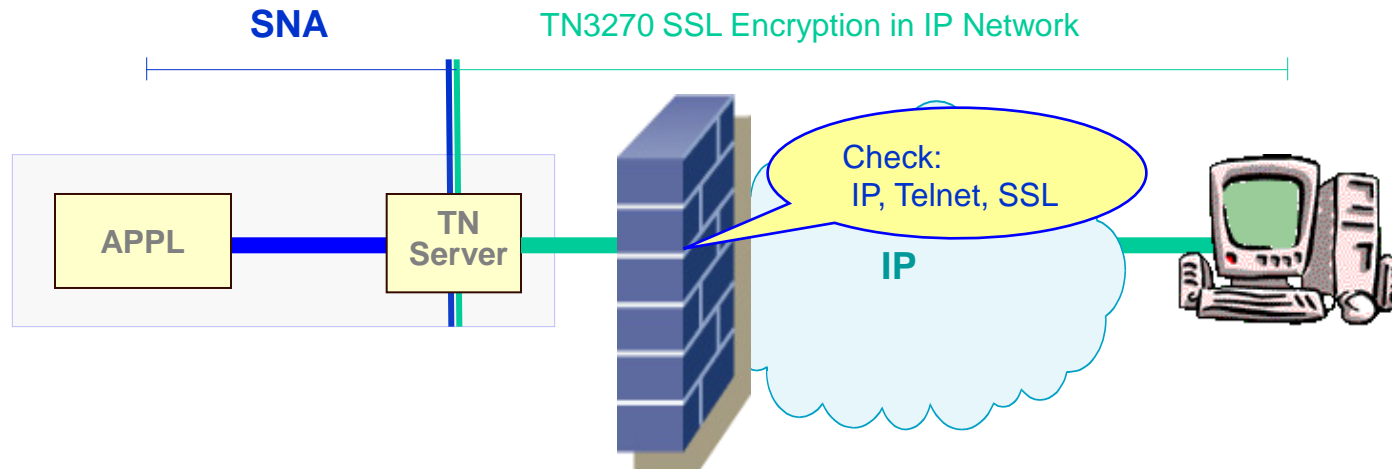 SNA
TN3270 SSL Encryption in IP Network
Check:
IP, Telnet, SSL
APPL
TN
Server
IP